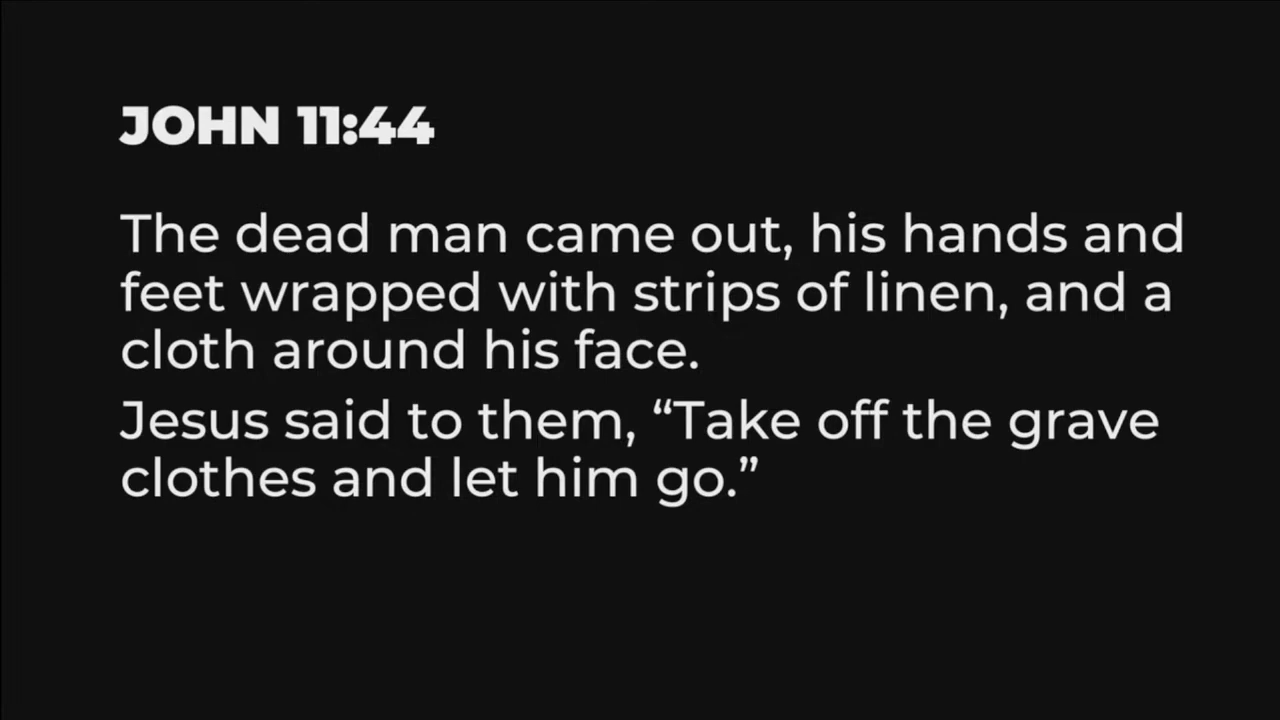 JOHN 11:44
The dead man came out, his hands and
feet wrapped with strips of linen, and a
cloth around his face.
Jesus said to them, “Take off the grave
clothes and let him go.”